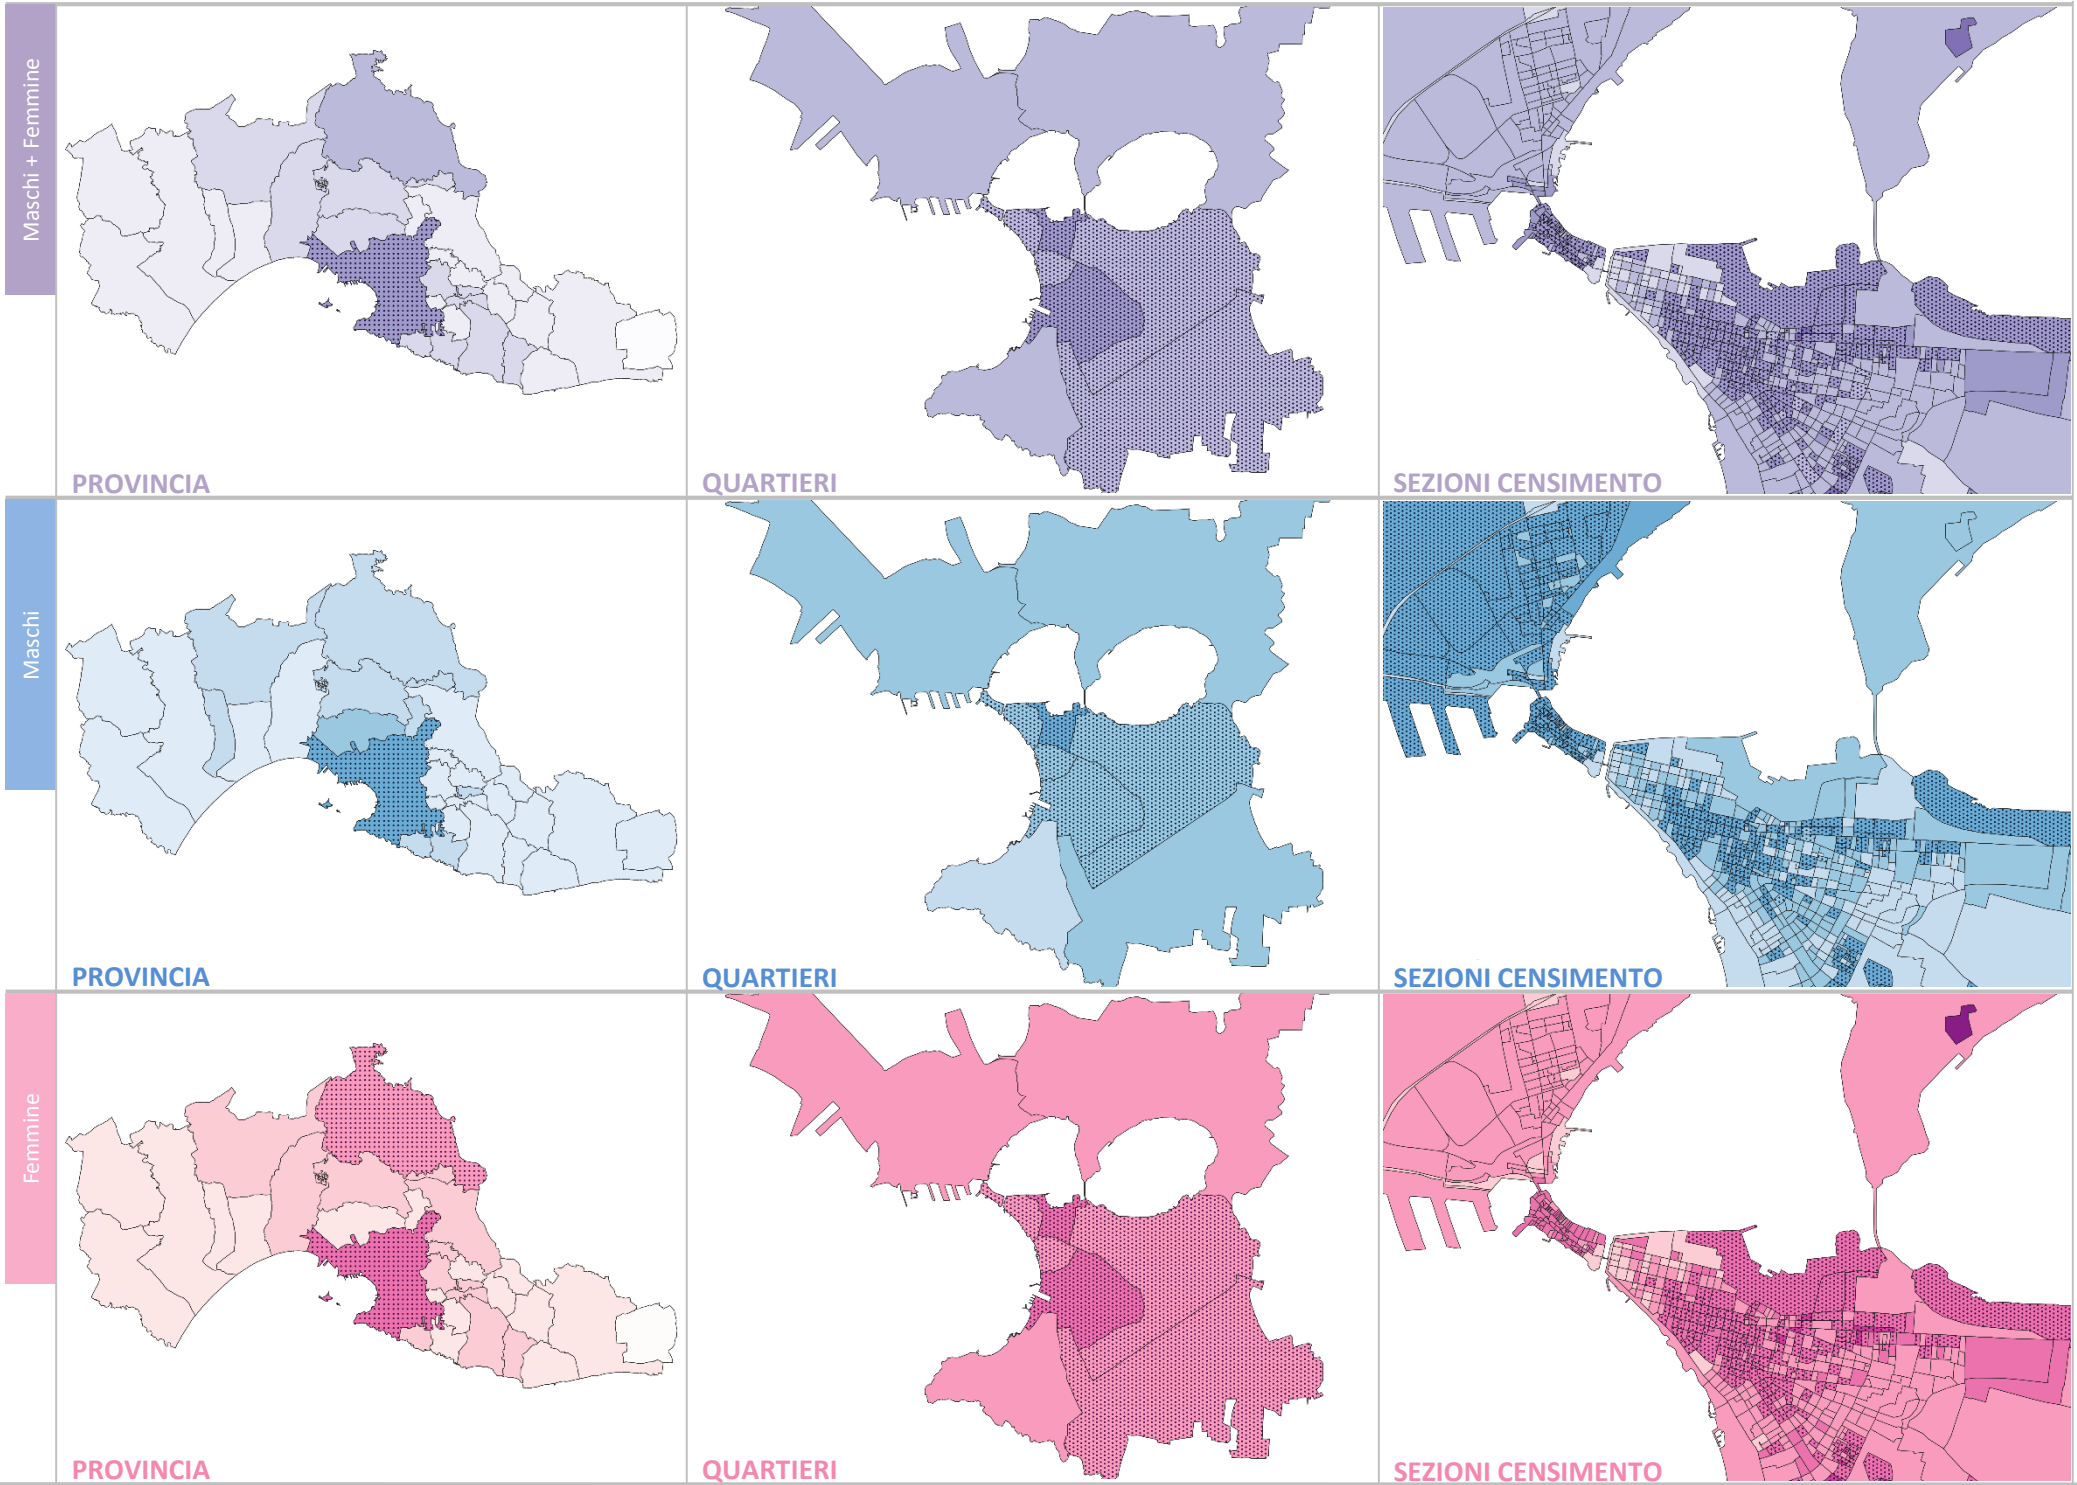 Maschi + Femmine
PROVINCIA
QUARTIERI
SEZIONI CENSIMENTO
Maschi
PROVINCIA
QUARTIERI
SEZIONI CENSIMENTO
Femmine
PROVINCIA
QUARTIERI
SEZIONI CENSIMENTO